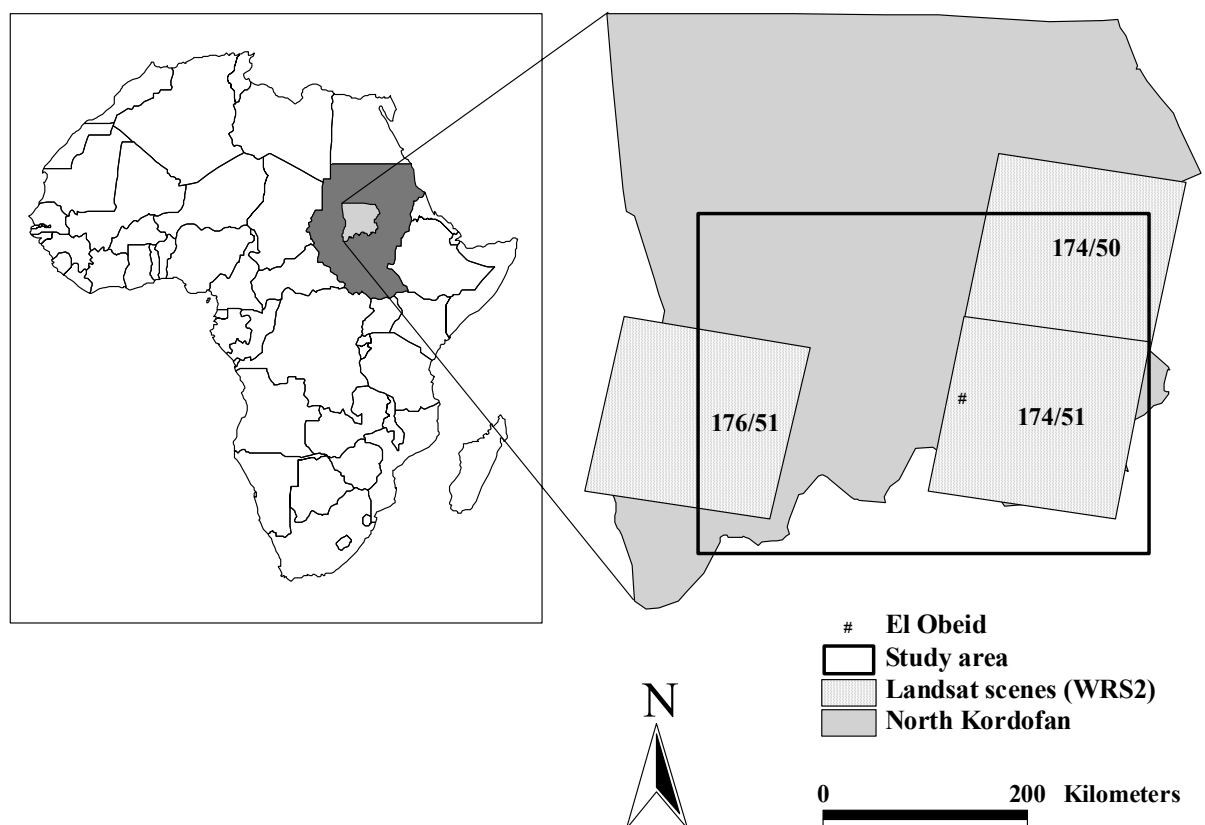 174/50
176/51
#
174/51
# El Obeid
Study area
Landsat scenes (WRS2)
North Kordofan
N
0 200 Kilometers